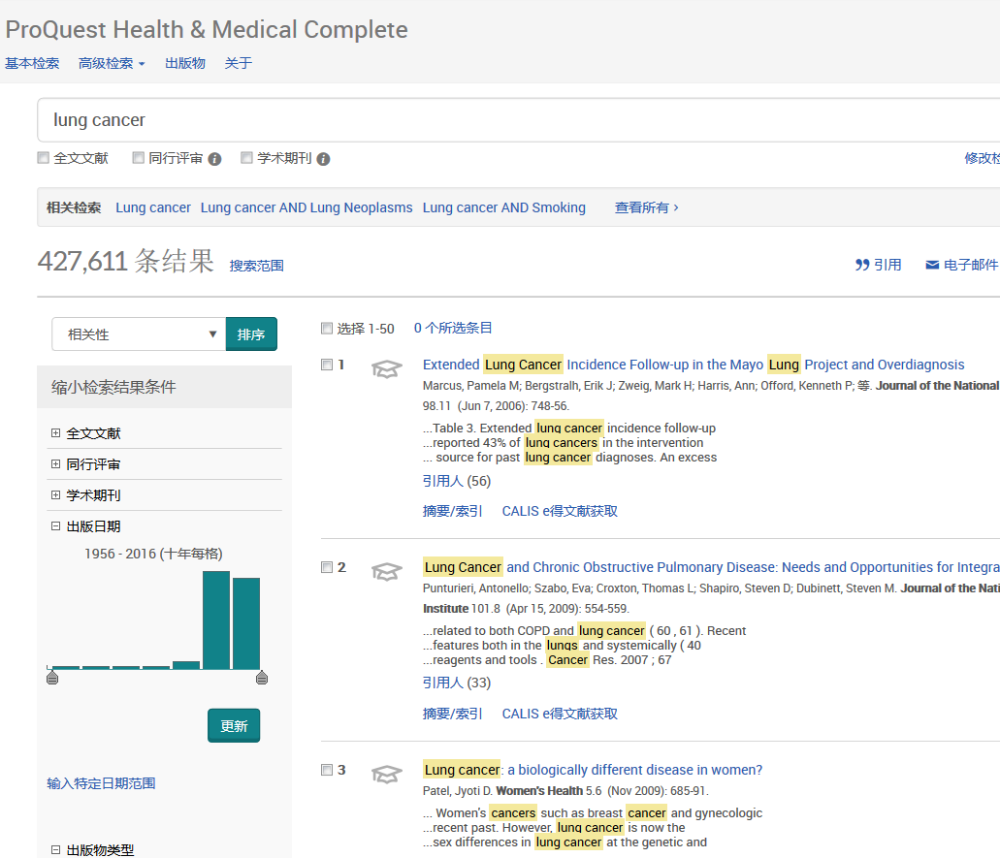 ProQuest Health & Medical Complete
基本检索 高级检索 出版物 关于
lung cancer
全文文献 同行评审 学术期刊 修改检
相关检索 Lung cancer Lung cancer AND Lung Neoplasms Lung cancer AND Smoking 查看所有 ›
427,611 条结果 搜索范围 引用 电子邮件
相关性 排序
缩小检索结果条件
全文文献
同行评审
学术期刊
出版日期
1956 - 2016 (十年每格)
更新
输入特定日期范围
出版物类型
选择 1-50 0 个所选条目
1 Extended Lung Cancer Incidence Follow-up in the Mayo Lung Project and Overdiagnosis
Marcus, Pamela M; Bergstralh, Erik J; Zweig, Mark H; Harris, Ann; Offord, Kenneth P; 等. Journal of the National
98.11 (Jun 7, 2006): 748-56.
...Table 3. Extended lung cancer incidence follow-up
...reported 43% of lung cancers in the intervention
... source for past lung cancer diagnoses. An excess
引用人 (56)
摘要/索引 CALIS e得文献获取
2 Lung Cancer and Chronic Obstructive Pulmonary Disease: Needs and Opportunities for Integra
Punturieri, Antonello; Szabo, Eva; Croxton, Thomas L; Shapiro, Steven D; Dubinett, Steven M. Journal of the Nati
Institute 101.8 (Apr 15, 2009): 554-559.
...related to both COPD and lung cancer ( 60 , 61 ). Recent
...features both in the lungs and systemically ( 40
...reagents and tools . Cancer Res. 2007 ; 67
引用人 (33)
摘要/索引 CALIS e得文献获取
3 Lung cancer: a biologically different disease in women?
Patel, Jyoti D. Women's Health 5.6 (Nov 2009): 685-91.
... Women's cancers such as breast cancer and gynecologic
...recent past. However, lung cancer is now the
...sex differences in lung cancer at the genetic and